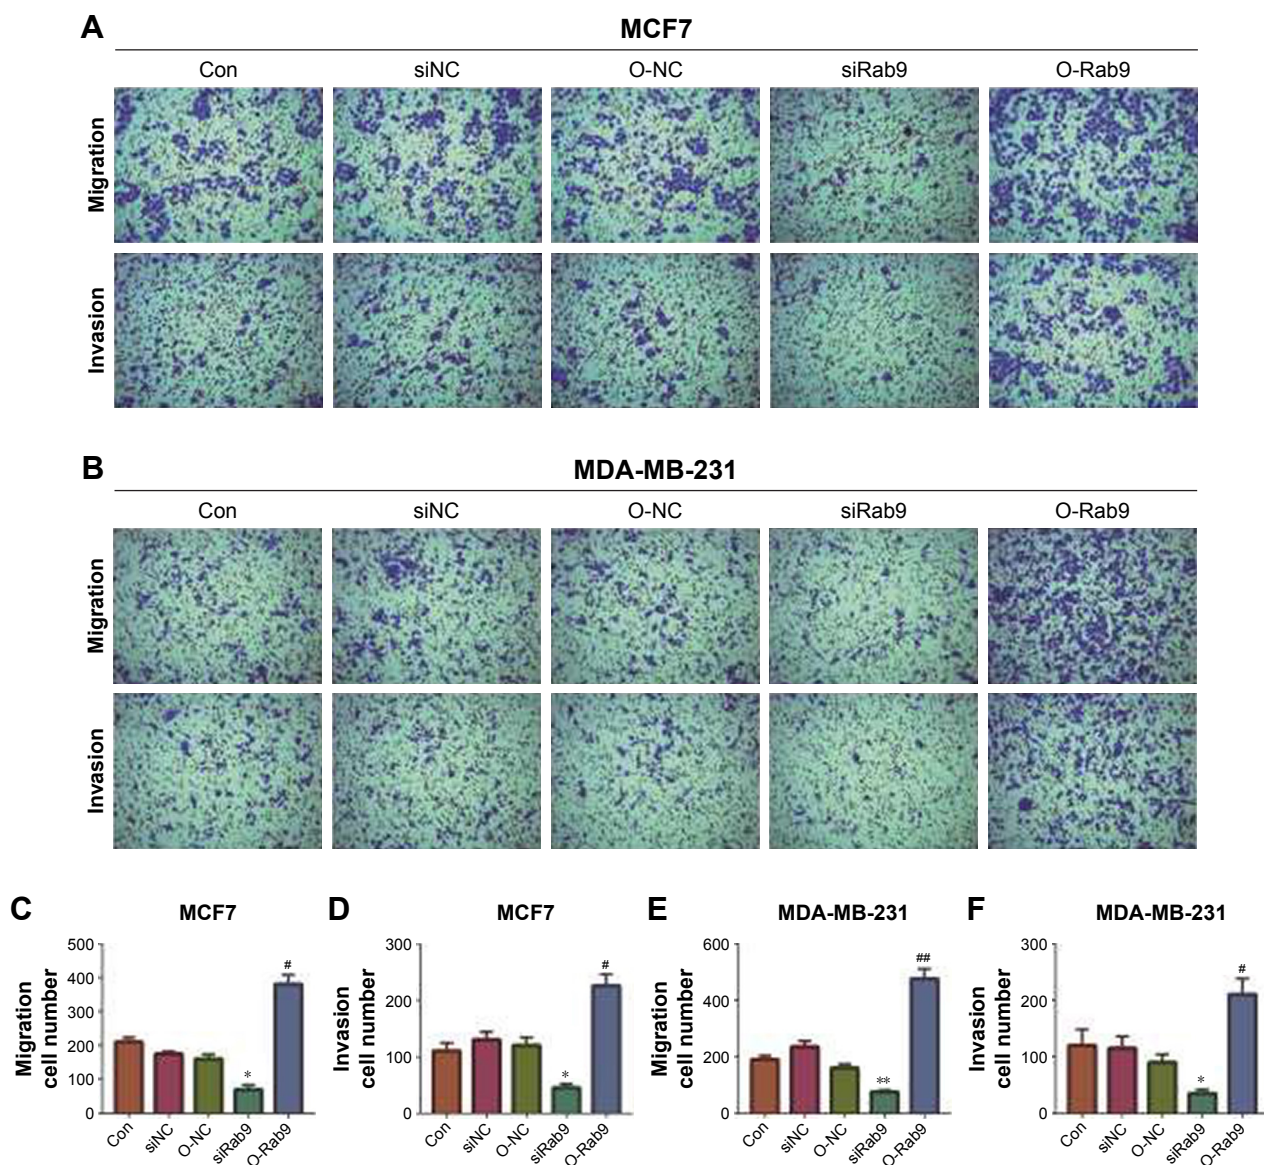 A
MCF7
Con siNC O-NC siRab9 O-Rab9
Migration
Invasion
B
MDA-MB-231
Con siNC O-NC siRab9 O-Rab9
Migration
Invasion
C
MCF7
Migration
cell number
500
400
300
200
100
0
*
#
Con siNC O-NC siRab9 O-Rab9
D
MCF7
Invasion
cell number
300
200
100
0
*
#
Con siNC O-NC siRab9 O-Rab9
E
MDA-MB-231
Migration
cell number
600
400
200
0
**
##
Con siNC O-NC siRab9 O-Rab9
F
MDA-MB-231
Invasion
cell number
300
200
100
0
*
#
Con siNC O-NC siRab9 O-Rab9